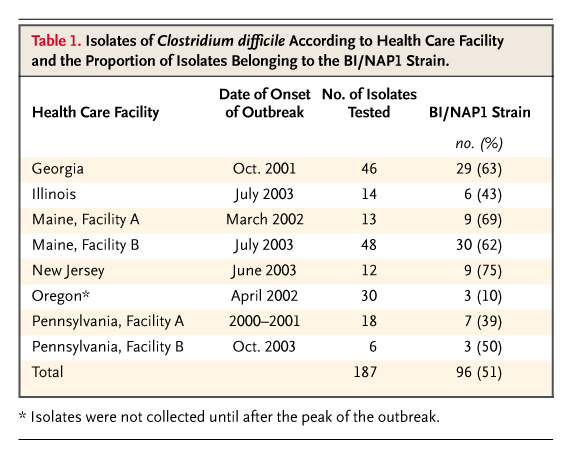 Table 1. Isolates of Clostridium difficile According to Health Care Facility
and the Proportion of Isolates Belonging to the BI/NAP1 Strain.
Health Care Facility Date of Onset of Outbreak No. of Isolates Tested BI/NAP1 Strain
no. (%)
Georgia Oct. 2001 46 29 (63)
Illinois July 2003 14 6 (43)
Maine, Facility A March 2002 13 9 (69)
Maine, Facility B July 2003 48 30 (62)
New Jersey June 2003 12 9 (75)
Oregon* April 2002 30 3 (10)
Pennsylvania, Facility A 2000–2001 18 7 (39)
Pennsylvania, Facility B Oct. 2003 6 3 (50)
Total 187 96 (51)
* Isolates were not collected until after the peak of the outbreak.